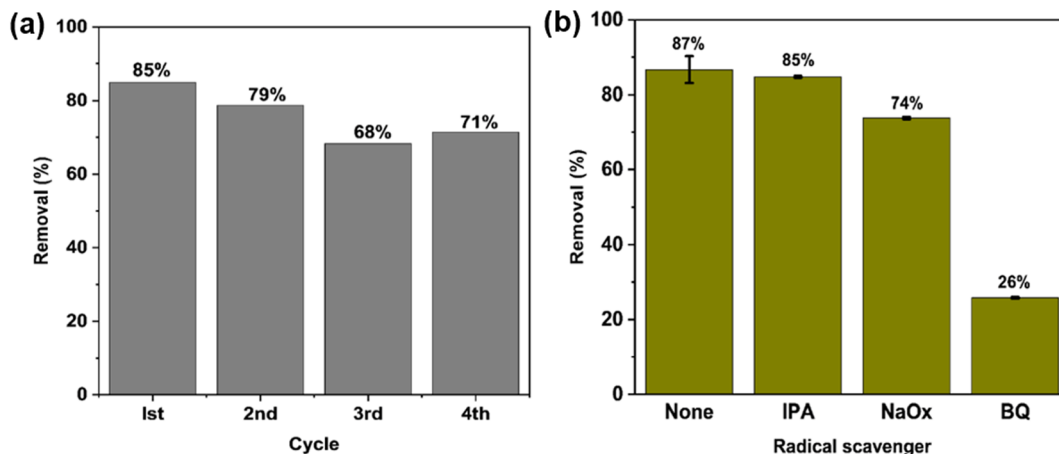 (a)
Removal (%)
100
80
60
40
20
0
85%
79%
68%
71%
Ist
2nd
3rd
4th
Cycle
(b)
Removal (%)
100
80
60
40
20
0
87%
85%
74%
26%
None
IPA
NaOx
BQ
Radical scavenger